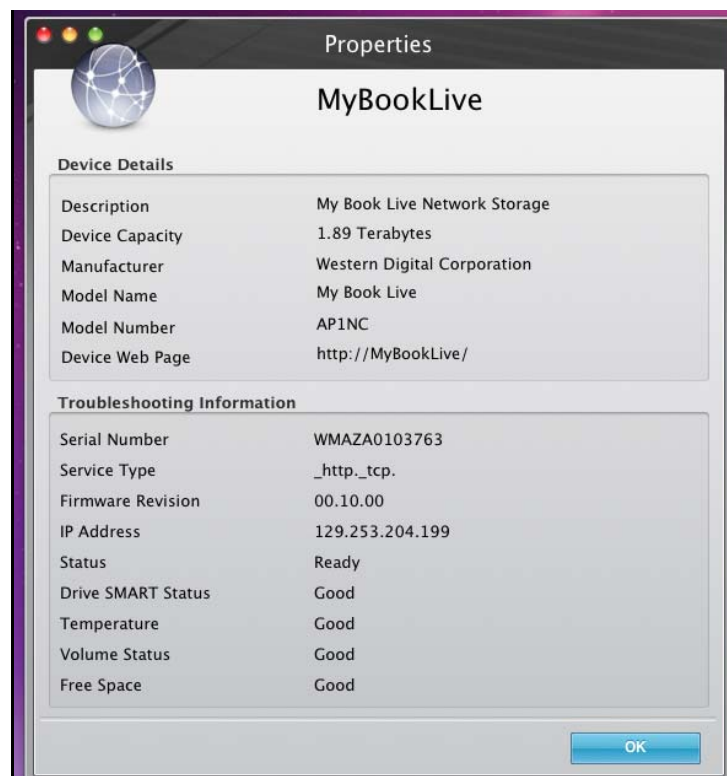 Properties
MyBookLive
Device Details
Description My Book Live Network Storage
Device Capacity 1.89 Terabytes
Manufacturer Western Digital Corporation
Model Name My Book Live
Model Number AP1NC
Device Web Page http://MyBookLive/
Troubleshooting Information
Serial Number WMAZA0103763
Service Type _http._tcp.
Firmware Revision 00.10.00
IP Address 129.253.204.199
Status Ready
Drive SMART Status Good
Temperature Good
Volume Status Good
Free Space Good
OK